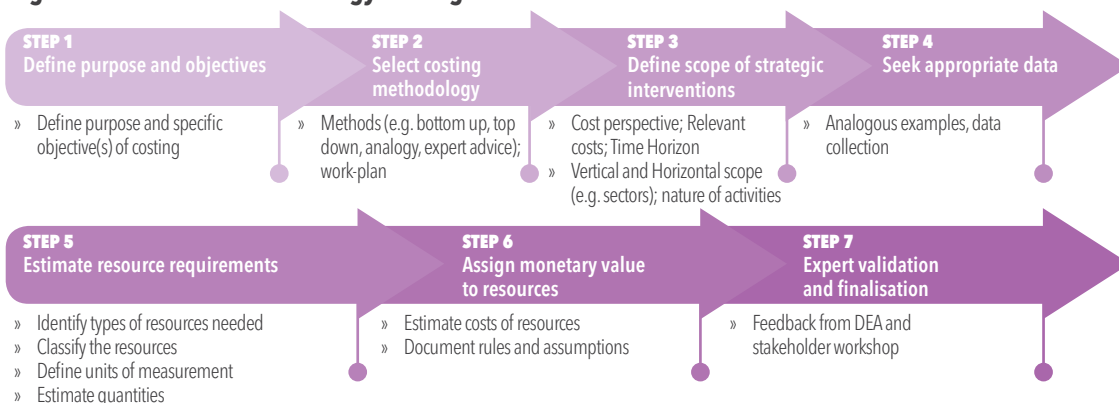 STEP 1
Define purpose and objectives
» Define purpose and specific
objective(s) of costing
STEP 2
Select costing
methodology
» Methods (e.g. bottom up, top
down, analogy, expert advice);
work-plan
STEP 3
Define scope of strategic
interventions
» Cost perspective; Relevant
costs; Time Horizon
» Vertical and Horizontal scope
(e.g. sectors); nature of activities
STEP 4
Seek appropriate data
» Analogous examples, data
collection
STEP 5
Estimate resource requirements
» Identify types of resources needed
» Classify the resources
» Define units of measurement
» Estimate quantities
STEP 6
Assign monetary value
to resources
» Estimate costs of resources
» Document rules and assumptions
STEP 7
Expert validation
and finalisation
» Feedback from DEA and
stakeholder workshop